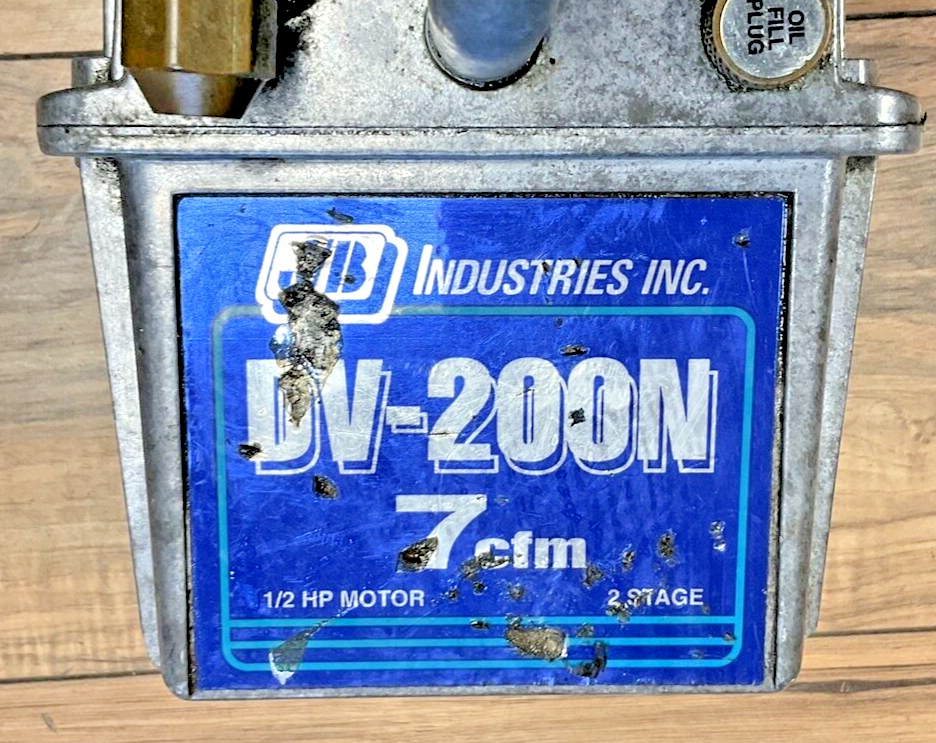 OIL
FILL
PLUG
INDUSTRIES INC.
DV-200N
7 cfm
1/2 HP MOTOR 2 STAGE